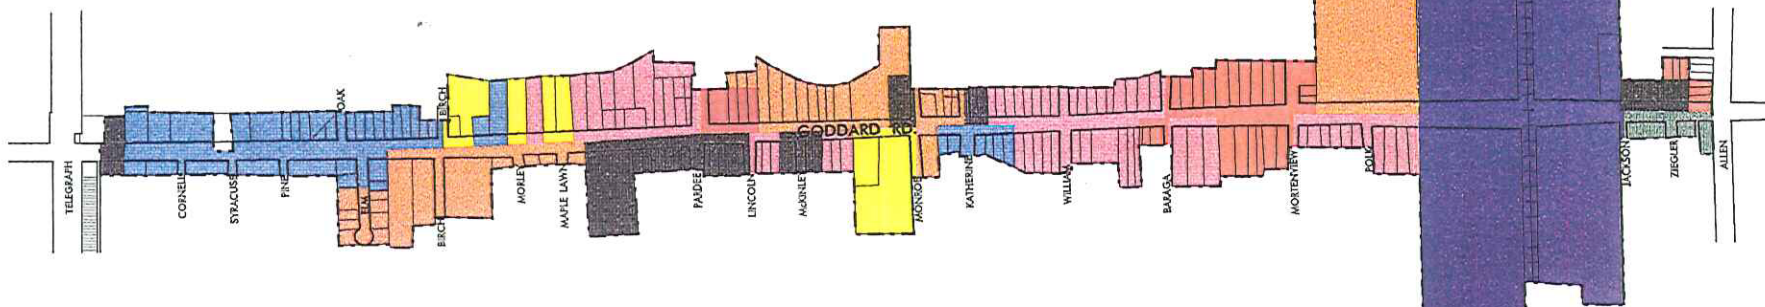 OAK
BIRCH
GODDARD RD.
TELEGRAPH
CORNELL
SYRACUSE
PINE
ELM
BIRCH
MORLEY
MAPLE LAWN
PARDEE
LINCOLN
McKINLEY
MONROE
KATHERINE
WILLIAM
BARAGA
MORTENVIEW
POLK
JACKSON
ZIEGLER
ALLEN